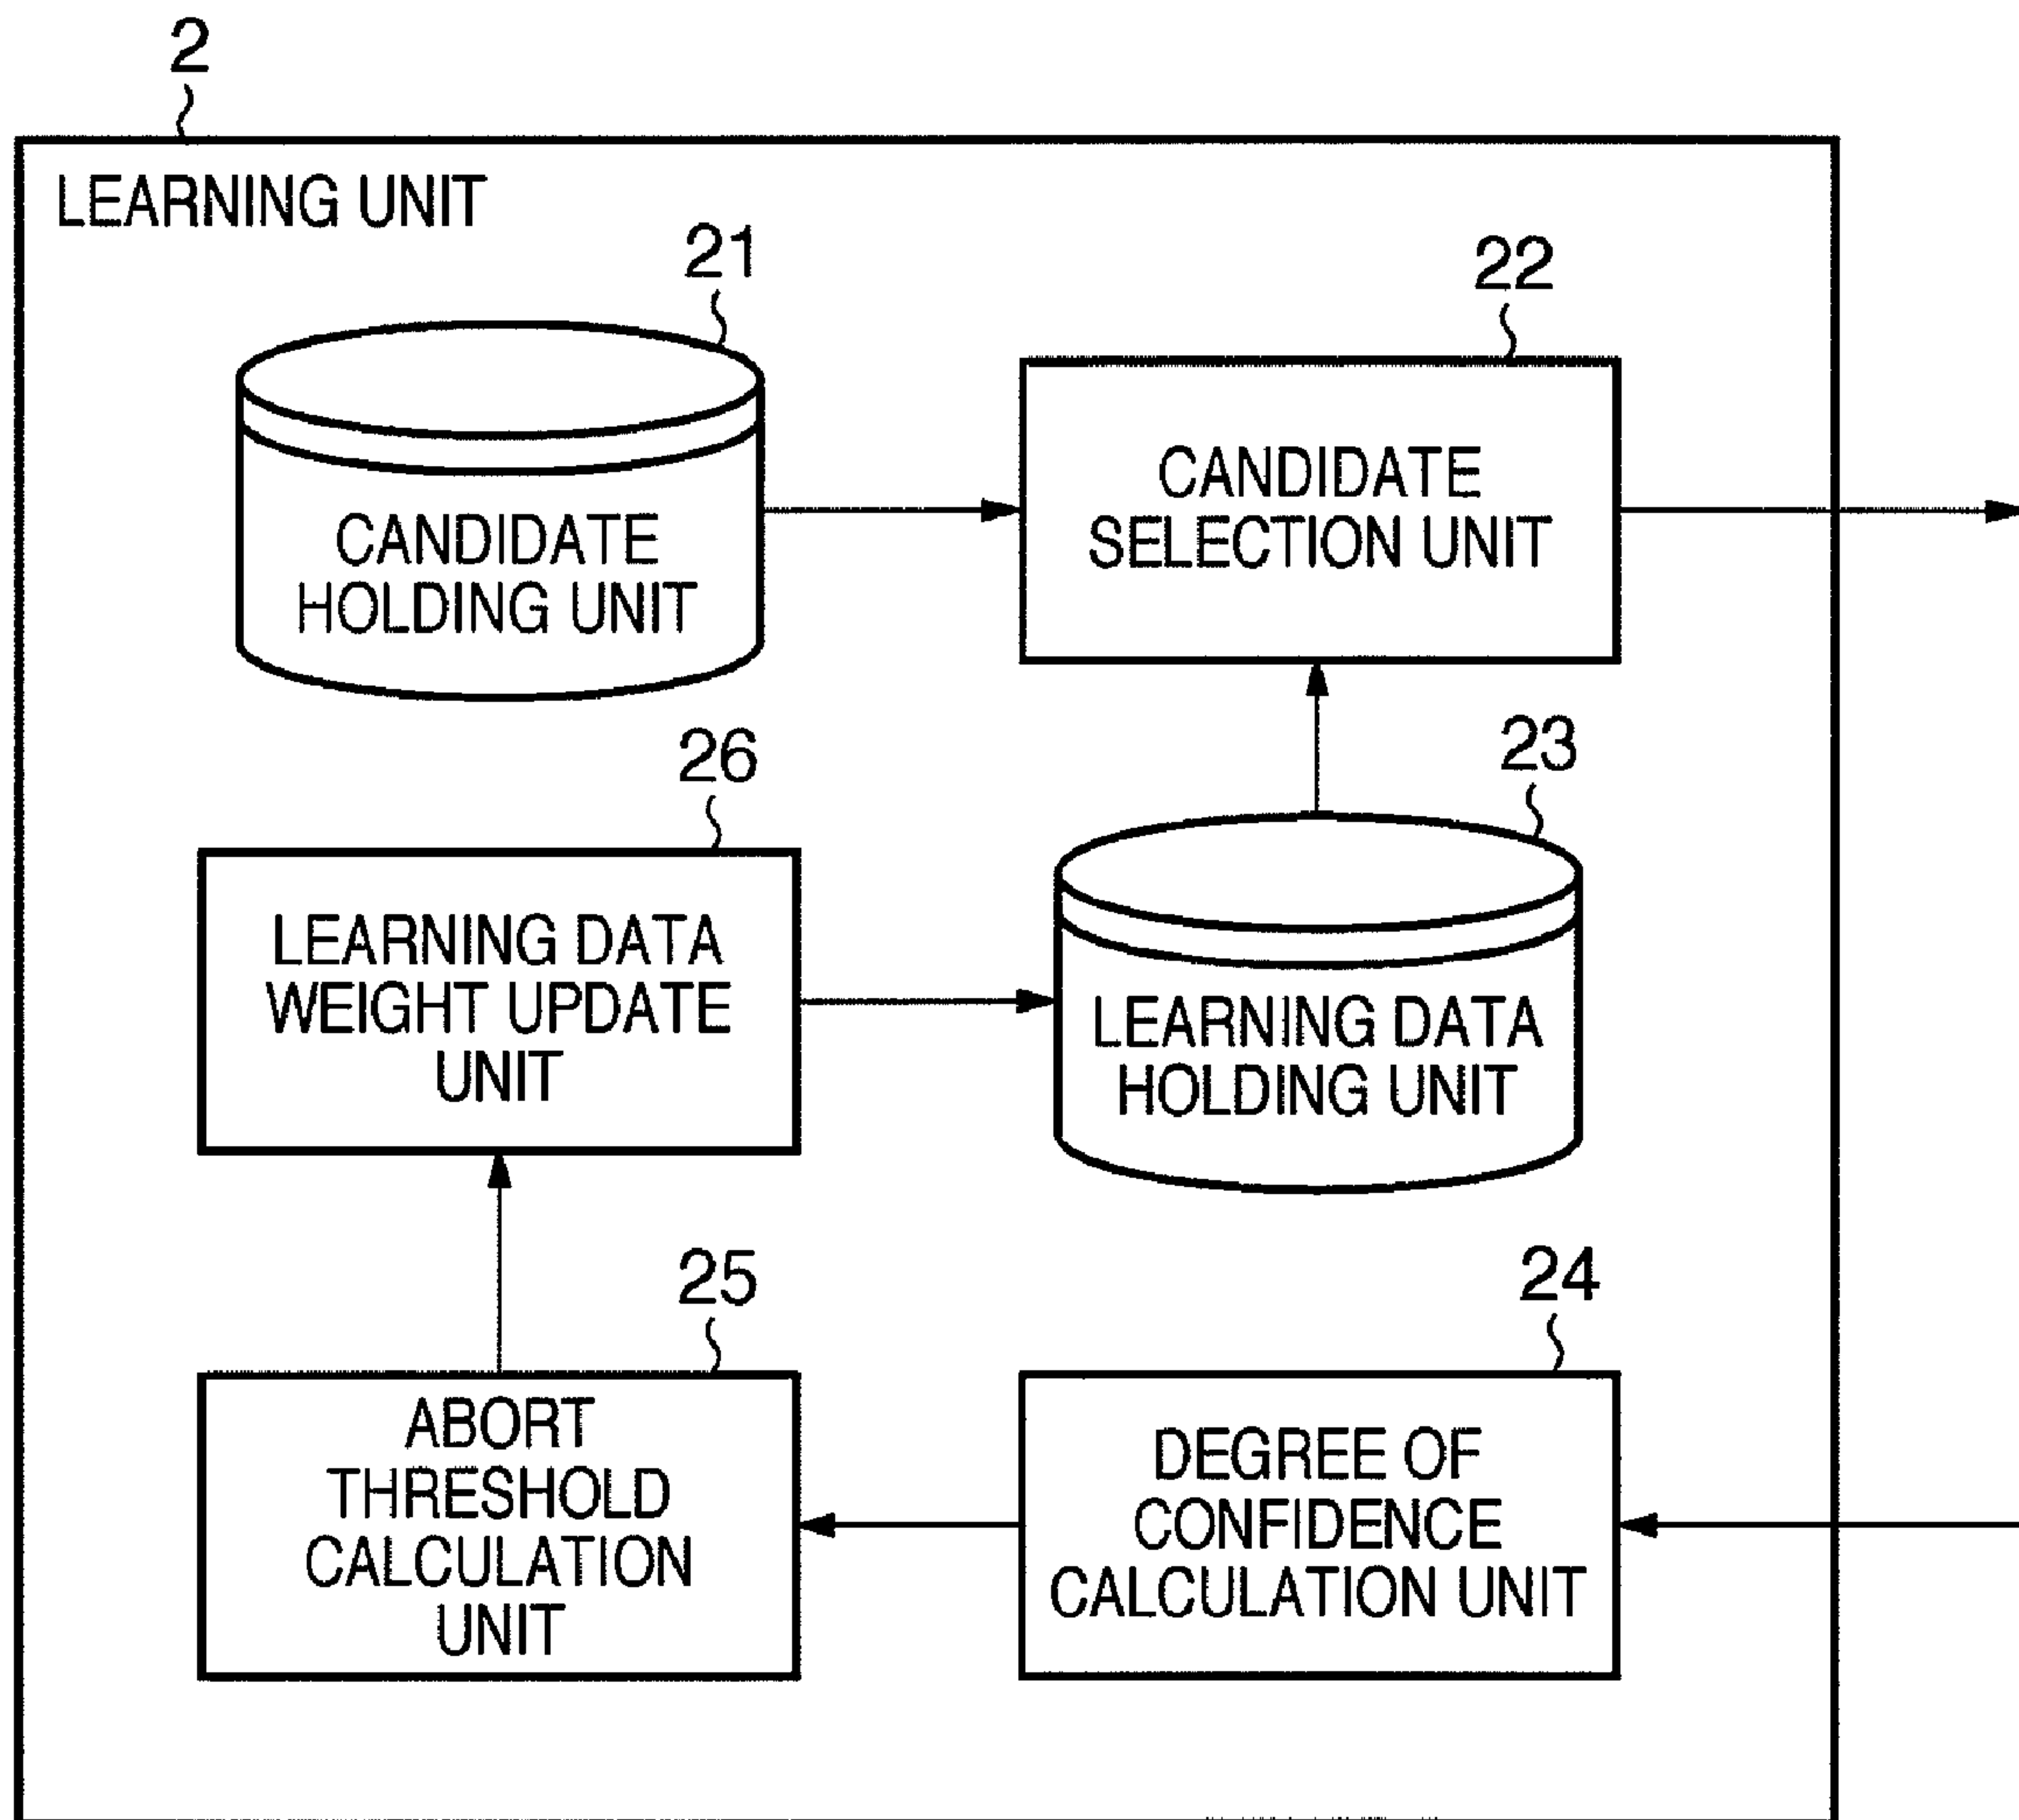 2
LEARNING UNIT
21
CANDIDATE
HOLDING UNIT
22
CANDIDATE
SELECTION UNIT
26
LEARNING DATA
WEIGHT UPDATE
UNIT
23
LEARNING DATA
HOLDING UNIT
25
ABORT
THRESHOLD
CALCULATION
UNIT
24
DEGREE OF
CONFIDENCE
CALCULATION UNIT